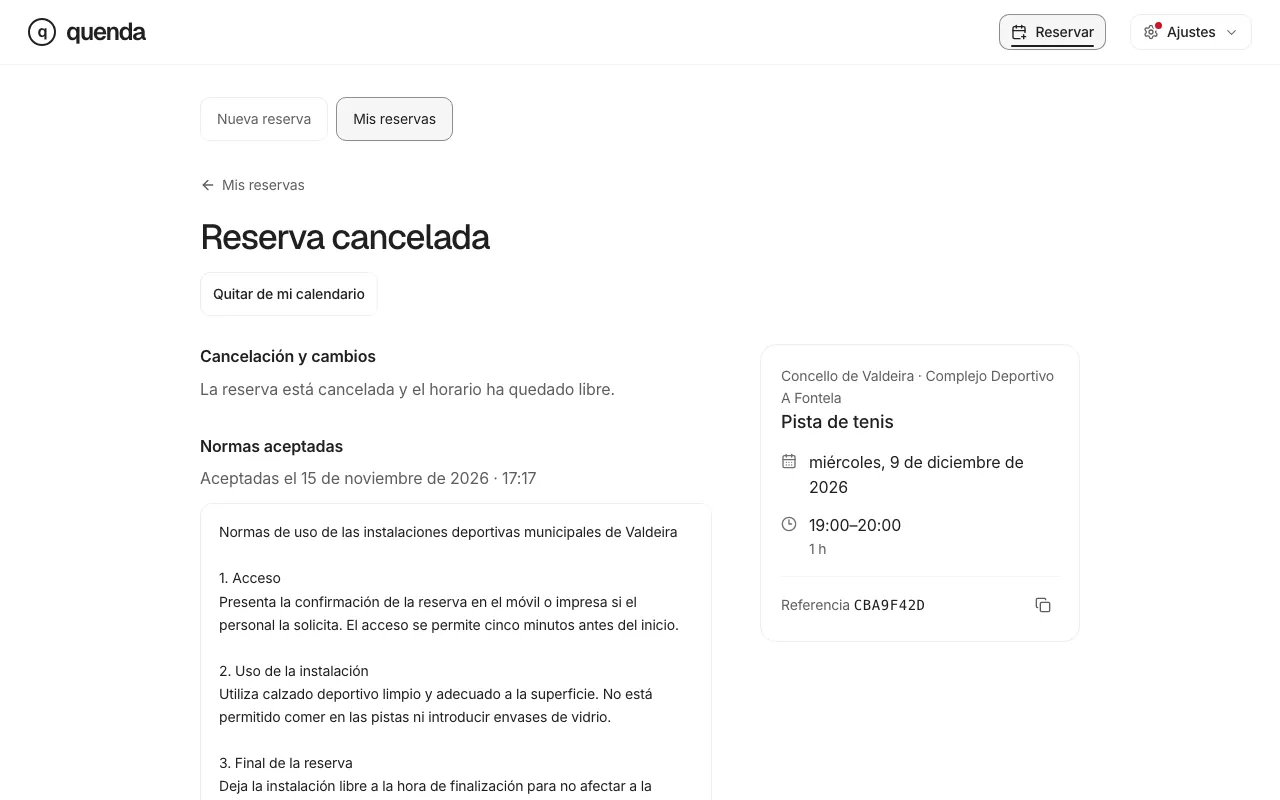 q quenda
Reservar
Ajustes
Nueva reserva
Mis reservas
Mis reservas
Reserva cancelada
Quitar de mi calendario
Cancelación y cambios
La reserva está cancelada y el horario ha quedado libre.
Normas aceptadas
Aceptadas el 15 de noviembre de 2026 · 17:17
Normas de uso de las instalaciones deportivas municipales de Valdeira
1. Acceso
Presenta la confirmación de la reserva en el móvil o impresa si el
personal la solicita. El acceso se permite cinco minutos antes del inicio.
2. Uso de la instalación
Utiliza calzado deportivo limpio y adecuado a la superficie. No está
permitido comer en las pistas ni introducir envases de vidrio.
3. Final de la reserva
Deja la instalación libre a la hora de finalización para no afectar a la
Concello de Valdeira · Complejo Deportivo
A Fontela
Pista de tenis
miércoles, 9 de diciembre de
2026
19:00–20:00
1 h
Referencia CBA9F42D